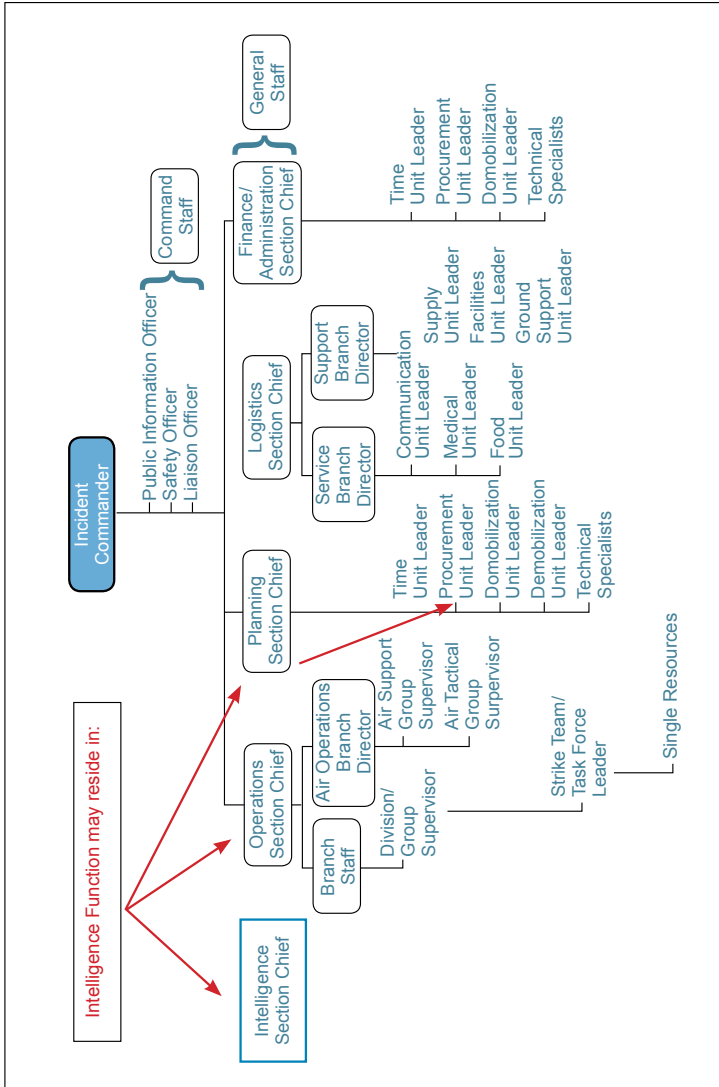 Intelligence Function may reside in:
Incident
Commander
Public Information Officer
Safety Officer
Liaison Officer
Command
Staff
Intelligence
Section Chief
Operations
Section Chief
Planning
Section Chief
Logistics
Section Chief
Finance/
Administration
Section Chief
General
Staff
Branch
Staff
Air Operations
Branch
Director
Service
Branch
Director
Support
Branch
Director
Division/
Group
Supervisor
Strike Team/
Task Force
Leader
Single Resources
Air Support
Group
Supervisor
Air Tactical
Group
Surpervisor
Time
Unit Leader
Procurement
Unit Leader
Domobilization
Unit Leader
Demobilization
Unit Leader
Technical
Specialists
Communication
Unit Leader
Medical
Unit Leader
Food
Unit Leader
Supply
Unit Leader
Facilities
Unit Leader
Ground
Support
Unit Leader
Time
Unit Leader
Procurement
Unit Leader
Domobilization
Unit Leader
Technical
Specialists